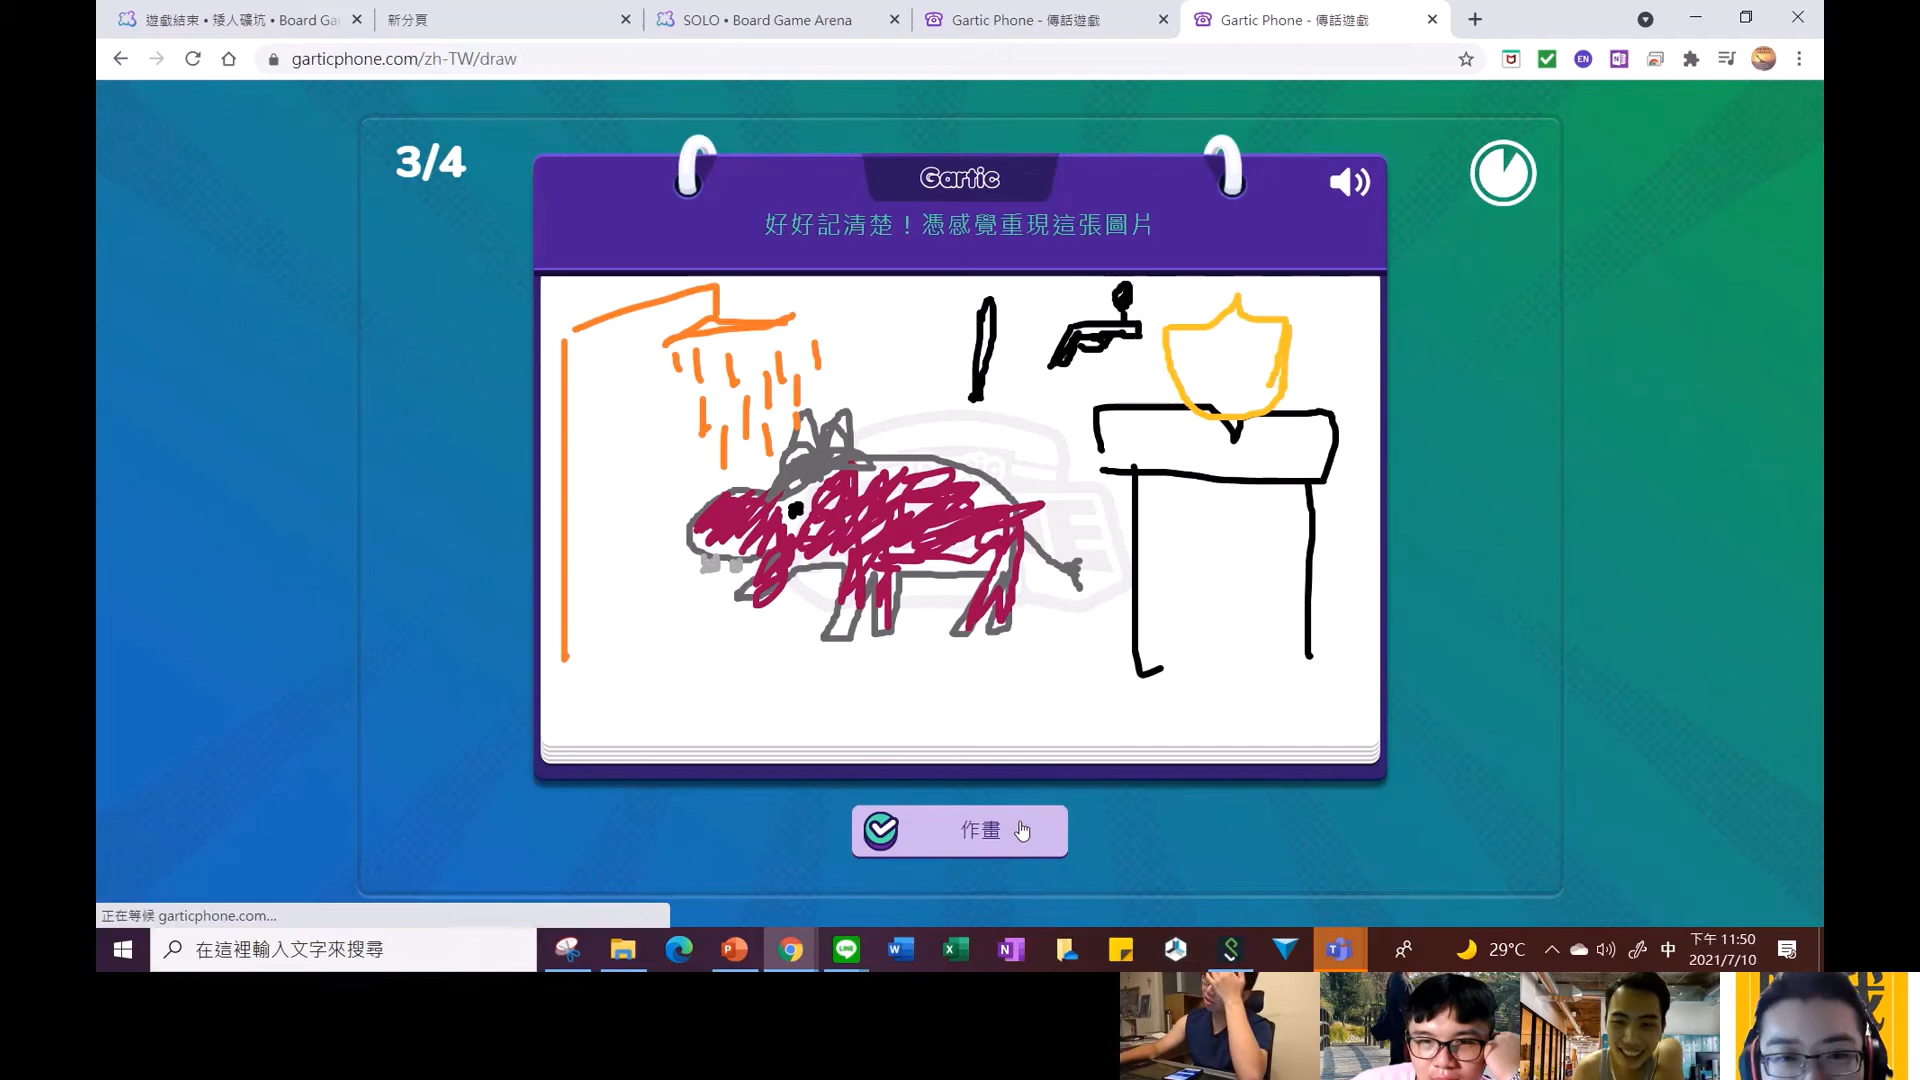 遊戲結束 • 矮人礦坑 • Board Ga
新分頁
SOLO • Board Game Arena
Gartic Phone - 傳話遊戲
Gartic Phone - 傳話遊戲
garticphone.com/zh-TW/draw
EN
N
3/4
Gartic
好好記清楚！憑感覺重現這張圖片
作畫
正在等候 garticphone.com...
在這裡輸入文字來搜尋
P
LINE
W
X
N
S
T
29°C
中
下午 11:50
2021/7/10